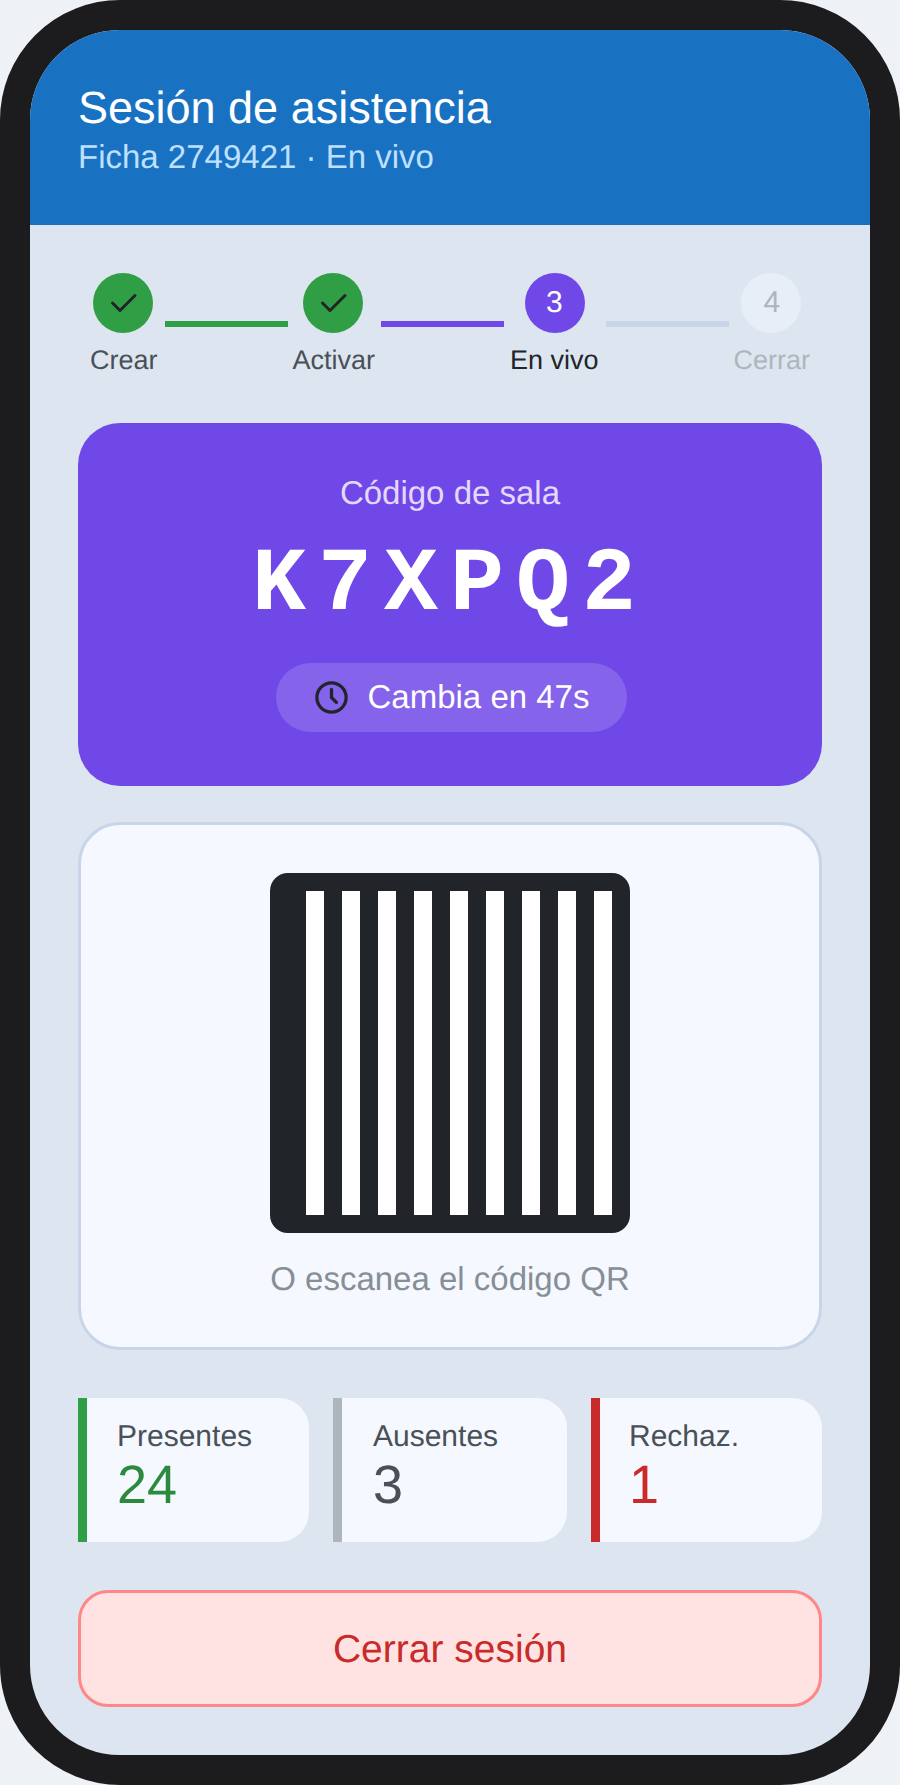 Sesión de asistencia
Ficha 2749421 · En vivo
3
4
Crear
Activar
En vivo
Cerrar
Código de sala
K7XPQ2
Cambia en 47s
O escanea el código QR
Presentes
24
Ausentes
3
Rechaz.
1
Cerrar sesión